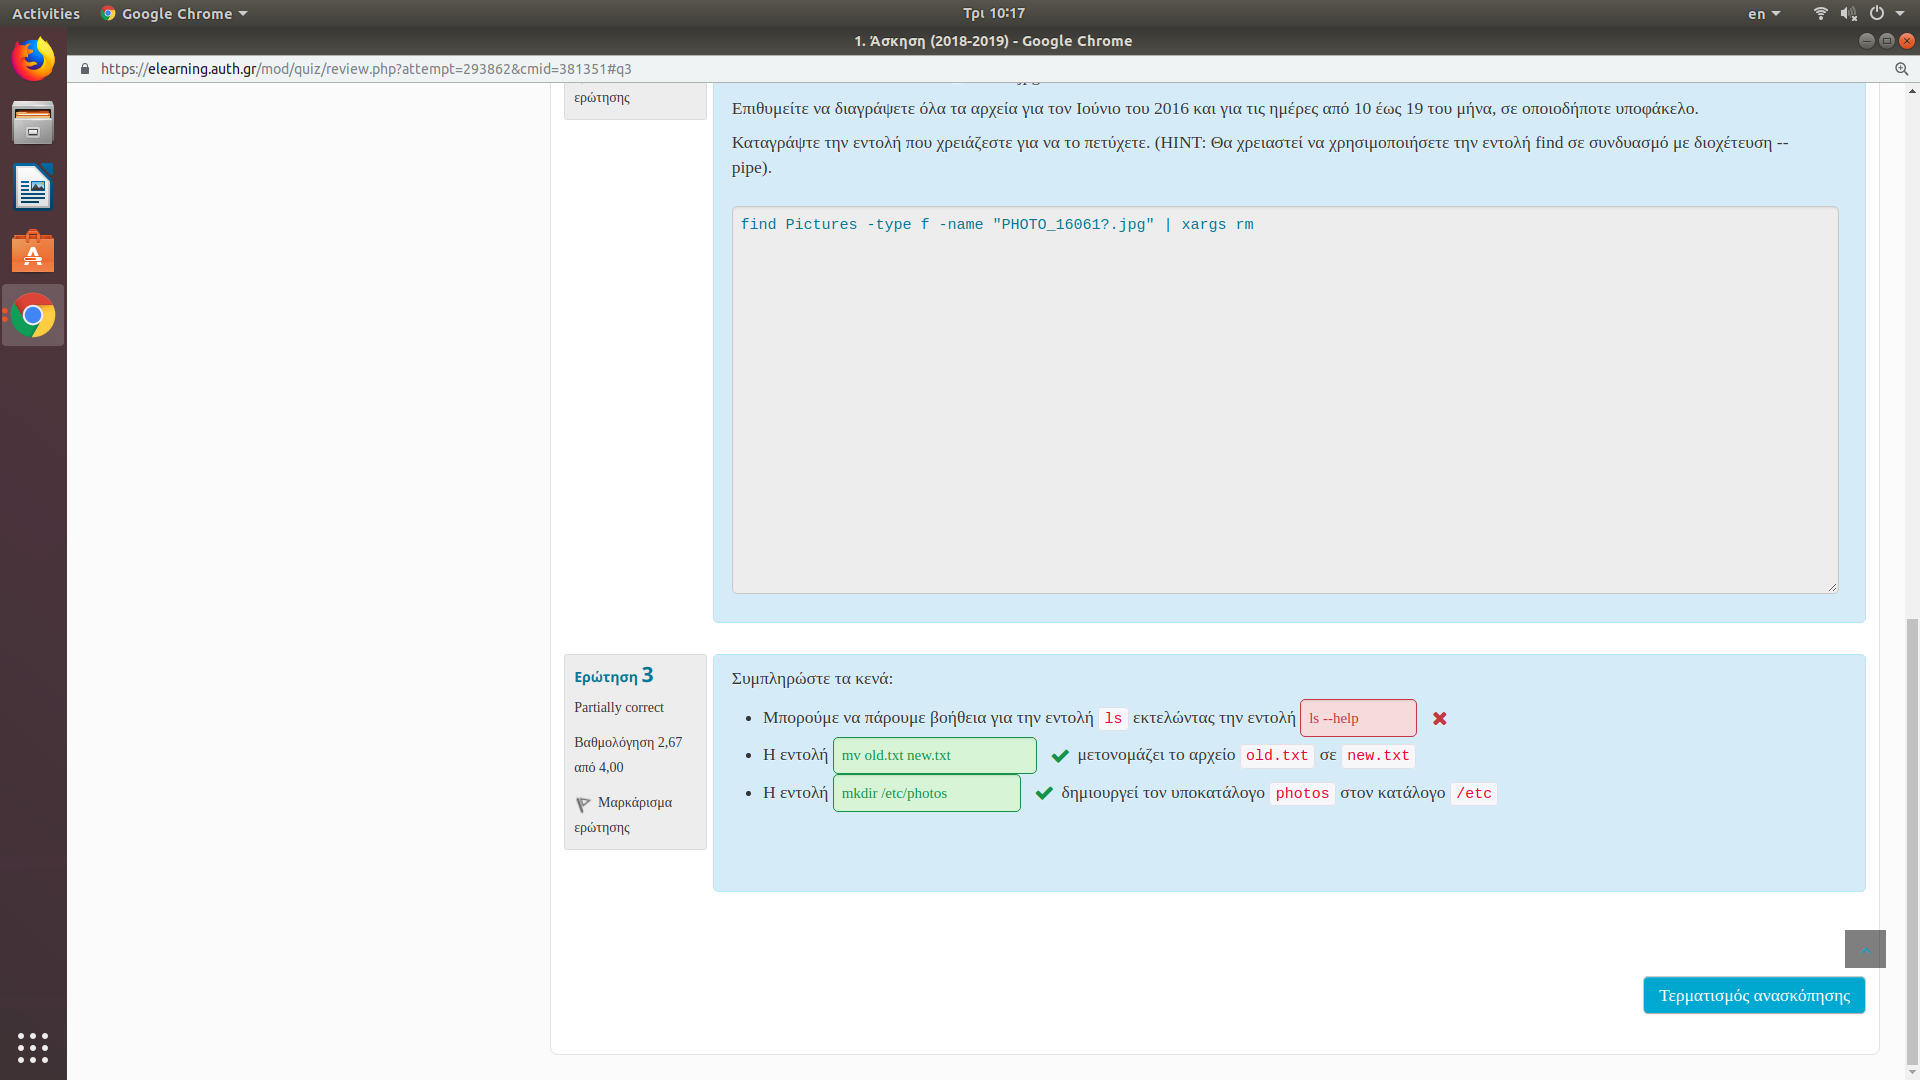 Activities Google Chrome Τρι 10:17 en
1. Άσκηση (2018-2019) - Google Chrome
https://elearning.auth.gr/mod/quiz/review.php?attempt=293862&cmid=381351#q3
ερώτησης
Επιθυμείτε να διαγράψετε όλα τα αρχεία για τον Ιούνιο του 2016 και για τις ημέρες από 10 έως 19 του μήνα, σε οποιοδήποτε υποφάκελο.
Καταγράψτε την εντολή που χρειάζεστε για να το πετύχετε. (HINT: Θα χρειαστεί να χρησιμοποιήσετε την εντολή find σε συνδυασμό με διοχέτευση --
pipe).
find Pictures -type f -name "PHOTO_16061?.jpg" | xargs rm
Ερώτηση 3
Partially correct
Βαθμολόγηση 2,67
από 4,00
Μαρκάρισμα
ερώτησης
Συμπληρώστε τα κενά:
• Μπορούμε να πάρουμε βοήθεια για την εντολή ls εκτελώντας την εντολή ls --help
• Η εντολή mv old.txt new.txt μετονομάζει το αρχείο old.txt σε new.txt
• Η εντολή mkdir /etc/photos δημιουργεί τον υποκατάλογο photos στον κατάλογο /etc
Τερματισμός ανασκόπησης